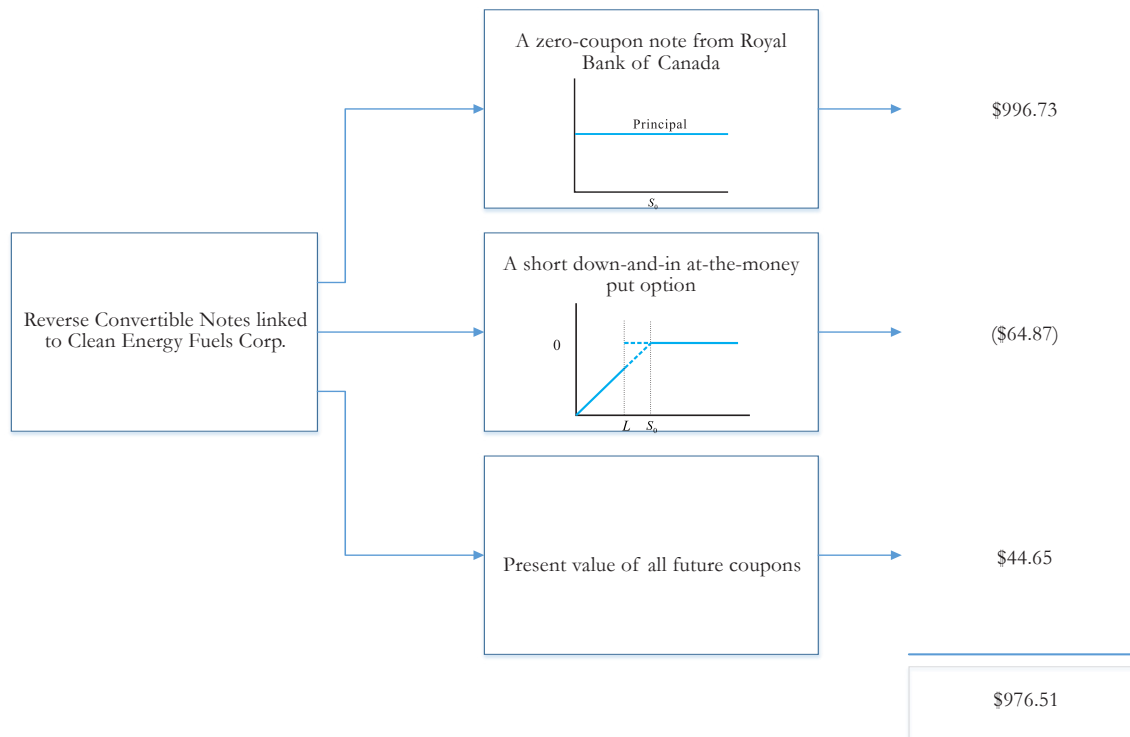 A zero-coupon note from Royal
Bank of Canada
Principal
S₀
$996.73
Reverse Convertible Notes linked
to Clean Energy Fuels Corp.
A short down-and-in at-the-money
put option
0
L S₀
($64.87)
Present value of all future coupons
$44.65
$976.51